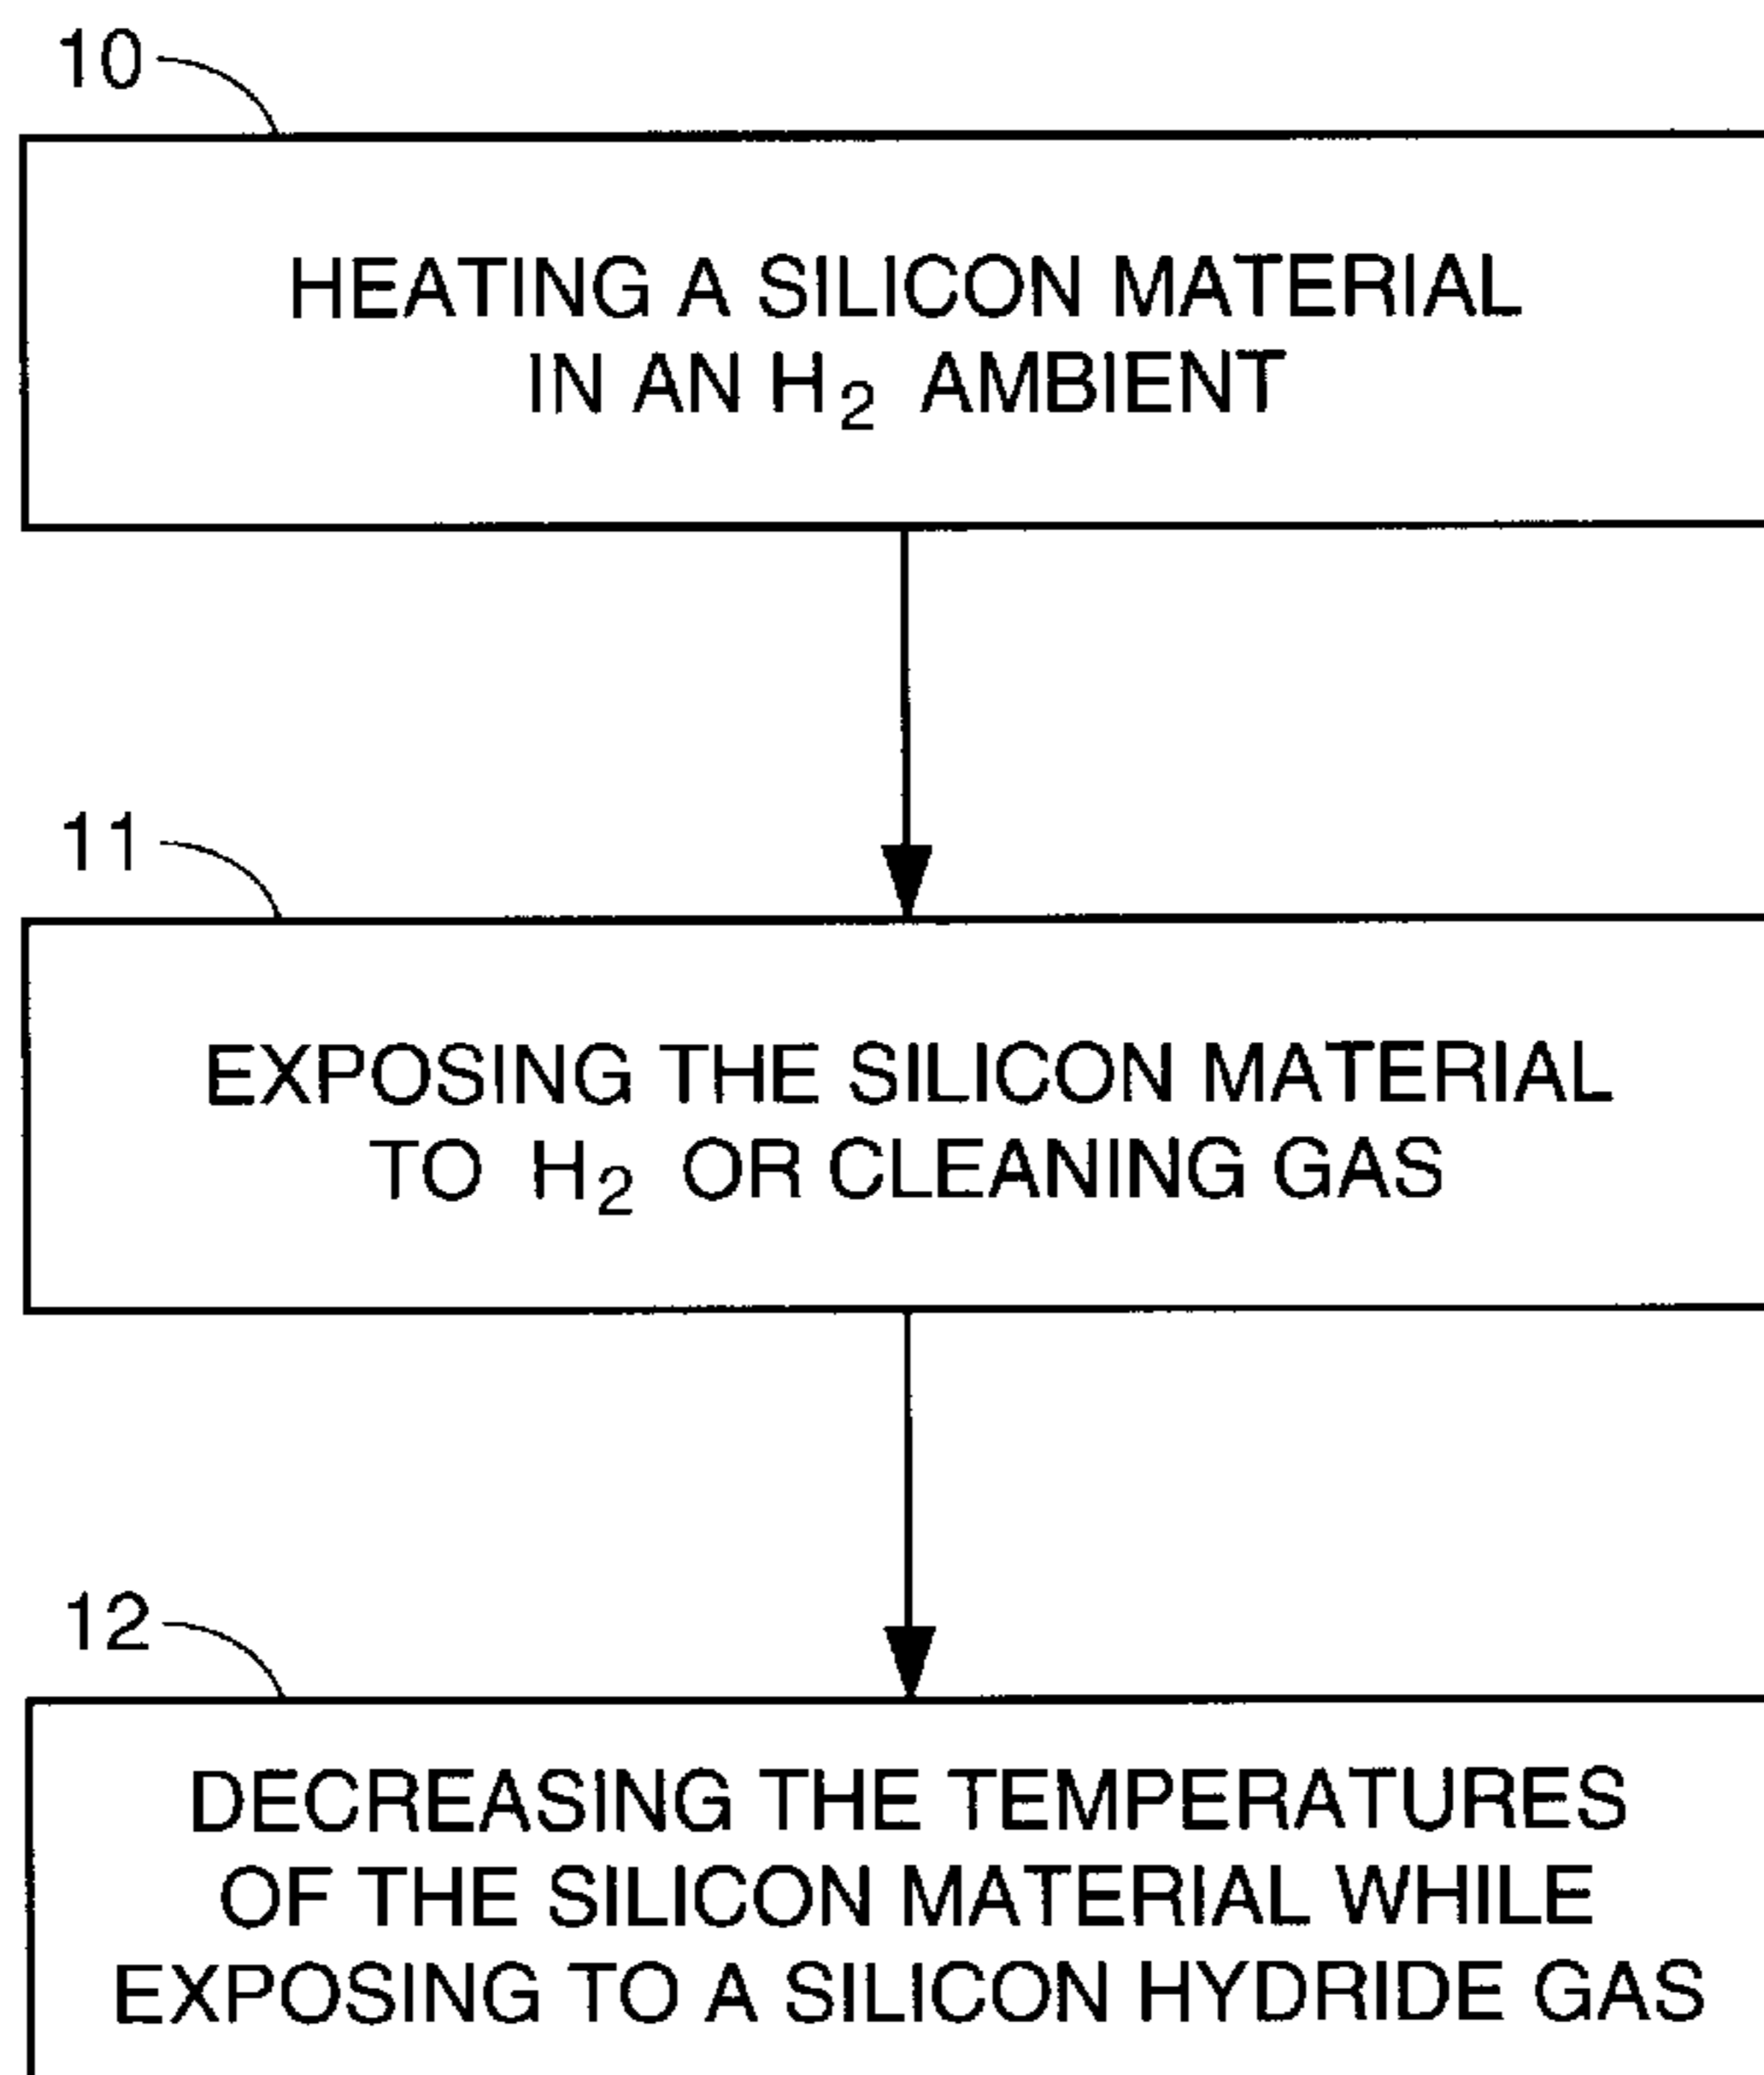 10
HEATING A SILICON MATERIAL
IN AN H₂ AMBIENT
11
EXPOSING THE SILICON MATERIAL
TO H₂ OR CLEANING GAS
12
DECREASING THE TEMPERATURES
OF THE SILICON MATERIAL WHILE
EXPOSING TO A SILICON HYDRIDE GAS